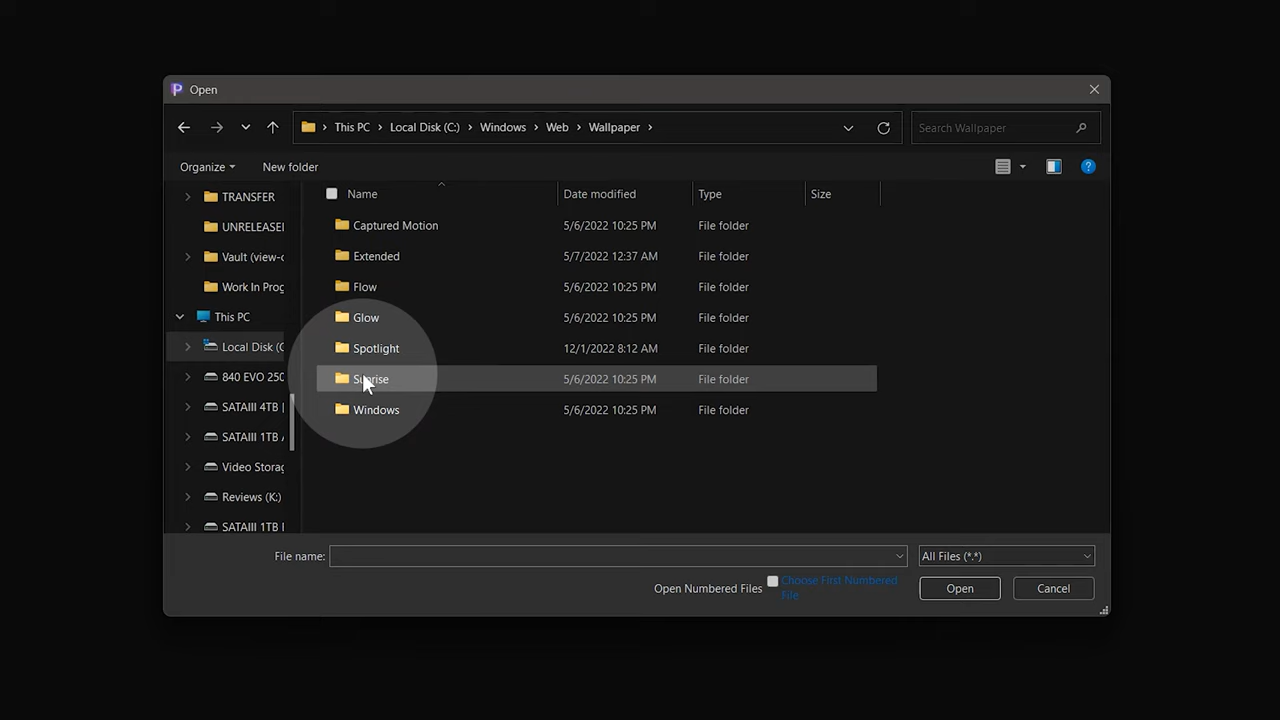 P Open
This PC > Local Disk (C:) > Windows > Web > Wallpaper >
Search Wallpaper
Organize
New folder
TRANSFER
UNRELEASE
Vault (view-c
Work In Prog
This PC
Local Disk (C
840 EVO 250
SATAIII 4TB
SATAIII 1TB A
Video Storag
Reviews (K:)
SATAIII 1TB
Name Date modified Type Size
Captured Motion 5/6/2022 10:25 PM File folder
Extended 5/7/2022 12:37 AM File folder
Flow 5/6/2022 10:25 PM File folder
Glow 5/6/2022 10:25 PM File folder
Spotlight 12/1/2022 8:12 AM File folder
Sunrise 5/6/2022 10:25 PM File folder
Windows 5/6/2022 10:25 PM File folder
File name:
All Files (*.*)
Open Numbered Files
Choose First Numbered
File
Open
Cancel